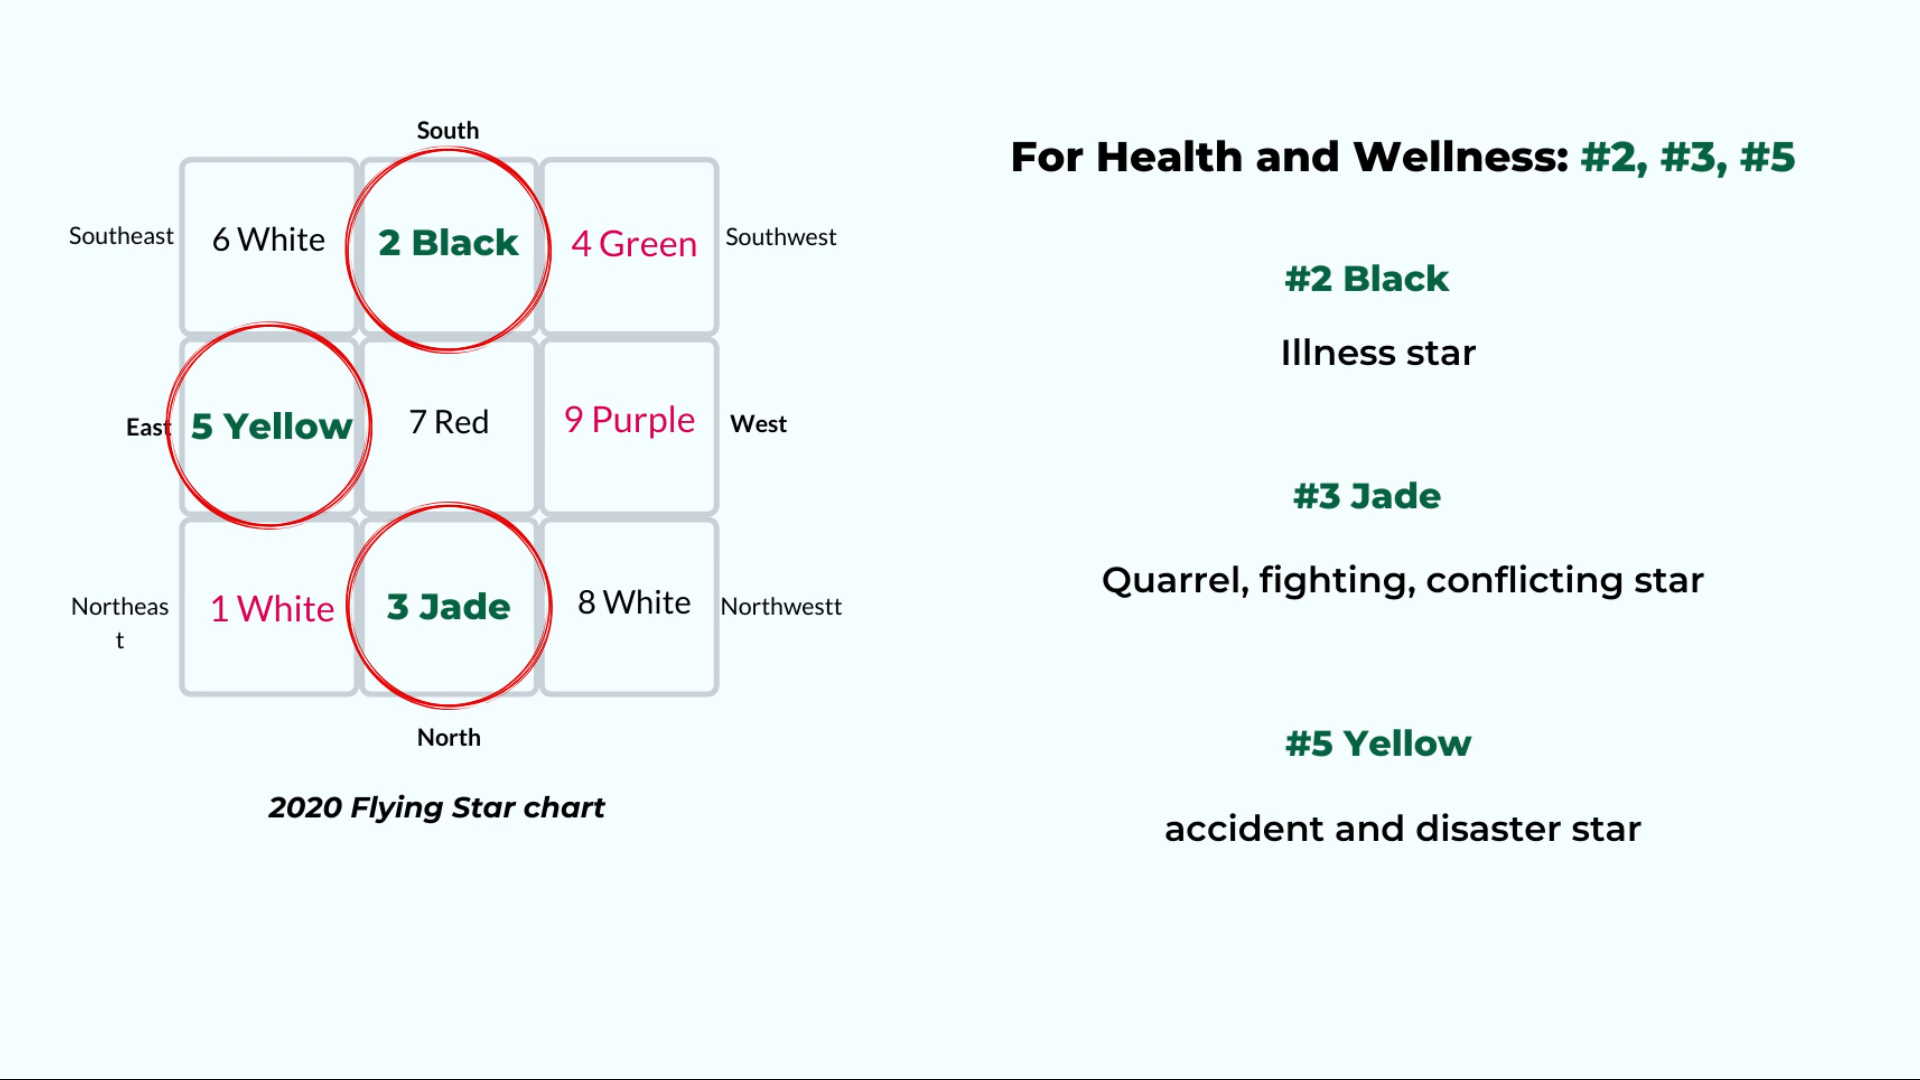 South
Southeast
6 White
2 Black
4 Green
Southwest
East
5 Yellow
7 Red
9 Purple
West
Northeas
t
1 White
3 Jade
8 White
Northwestt
North
2020 Flying Star chart
For Health and Wellness: #2, #3, #5
#2 Black
Illness star
#3 Jade
Quarrel, fighting, conflicting star
#5 Yellow
accident and disaster star